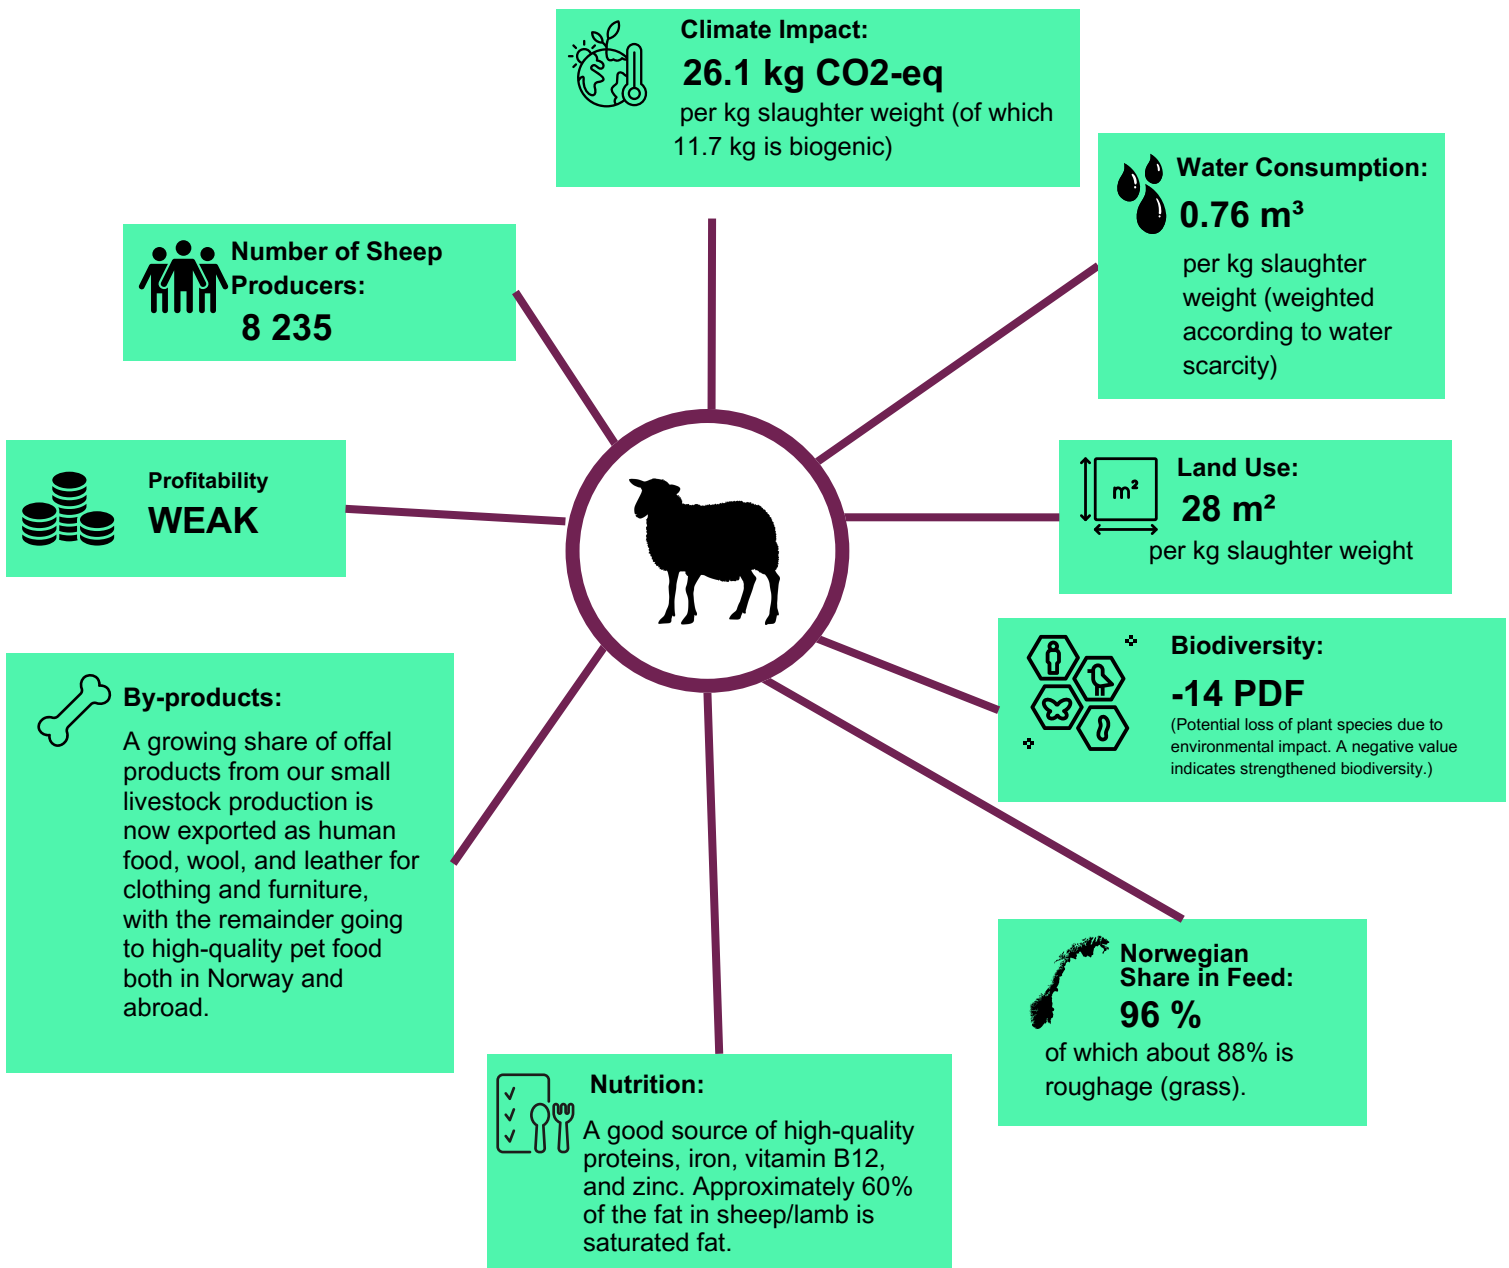 Climate Impact:
26.1 kg CO2-eq
per kg slaughter weight (of which
11.7 kg is biogenic)
Water Consumption:
0.76 m³
per kg slaughter
weight (weighted
according to water
scarcity)
Number of Sheep
Producers:
8 235
Profitability
WEAK
m²
Land Use:
28 m²
per kg slaughter weight
Biodiversity:
-14 PDF
(Potential loss of plant species due to
environmental impact. A negative value
indicates strengthened biodiversity.)
By-products:
A growing share of offal
products from our small
livestock production is
now exported as human
food, wool, and leather for
clothing and furniture,
with the remainder going
to high-quality pet food
both in Norway and
abroad.
Norwegian
Share in Feed:
96 %
of which about 88% is
roughage (grass).
Nutrition:
A good source of high-quality
proteins, iron, vitamin B12,
and zinc. Approximately 60%
of the fat in sheep/lamb is
saturated fat.